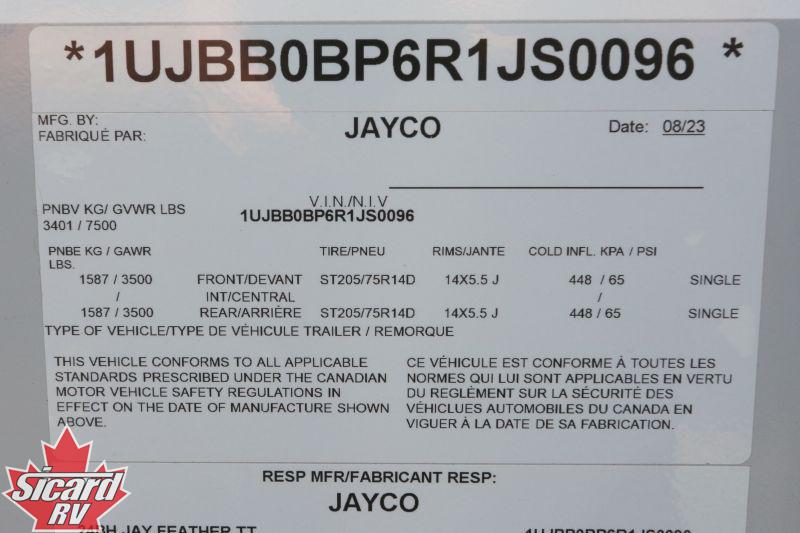 *1UJBB0BP6R1JS0096 *
MFG. BY:
FABRIQUÉ PAR:
JAYCO
Date: 08/23
V.I.N./N.I.V
PNBV KG/ GVWR LBS
3401 / 7500
1UJBB0BP6R1JS0096
PNBE KG / GAWR LBS. TIRE/PNEU RIMS/JANTE COLD INFL. KPA / PSI
1587 / 3500 FRONT/DEVANT ST205/75R14D 14X5.5 J 448 / 65 SINGLE
/ INT/CENTRAL /
1587 / 3500 REAR/ARRIÈRE ST205/75R14D 14X5.5 J 448 / 65 SINGLE
TYPE OF VEHICLE/TYPE DE VÉHICULE TRAILER / REMORQUE
THIS VEHICLE CONFORMS TO ALL APPLICABLE
STANDARDS PRESCRIBED UNDER THE CANADIAN
MOTOR VEHICLE SAFETY REGULATIONS IN
EFFECT ON THE DATE OF MANUFACTURE SHOWN
ABOVE.
CE VÉHICULE EST CONFORME À TOUTES LES
NORMES QUI LUI SONT APPLICABLES EN VERTU
DU REGLÈMENT SUR LA SÉCURITÉ DES
VÉHICLUES AUTOMOBILES DU CANADA EN
VIGUER À LA DATE DE SA FABRICATION.
RESP MFR/FABRICANT RESP:
JAYCO
24BH JAY FEATHER TT
Sicard
RV